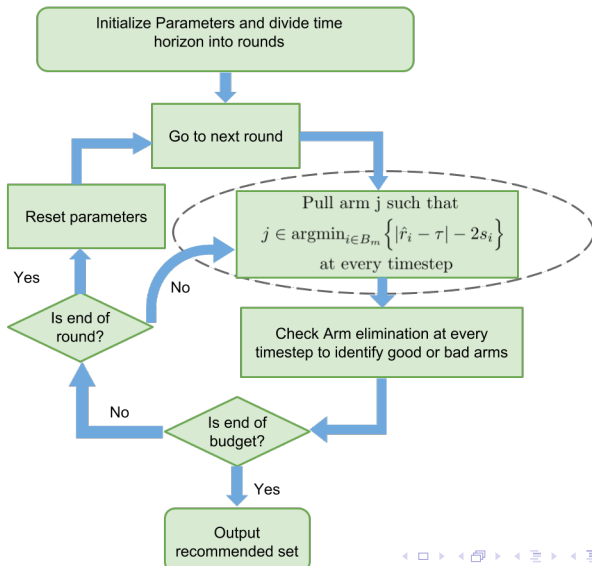 Initialize Parameters and divide time
horizon into rounds
Go to next round
Pull arm j such that
j ∈ argmin_{i∈B_m} {|r̂_i − τ| − 2s_i}
at every timestep
Reset parameters
Yes
No
Is end of
round?
Check Arm elimination at every
timestep to identify good or bad arms
No
Is end of
budget?
Yes
Output
recommended set